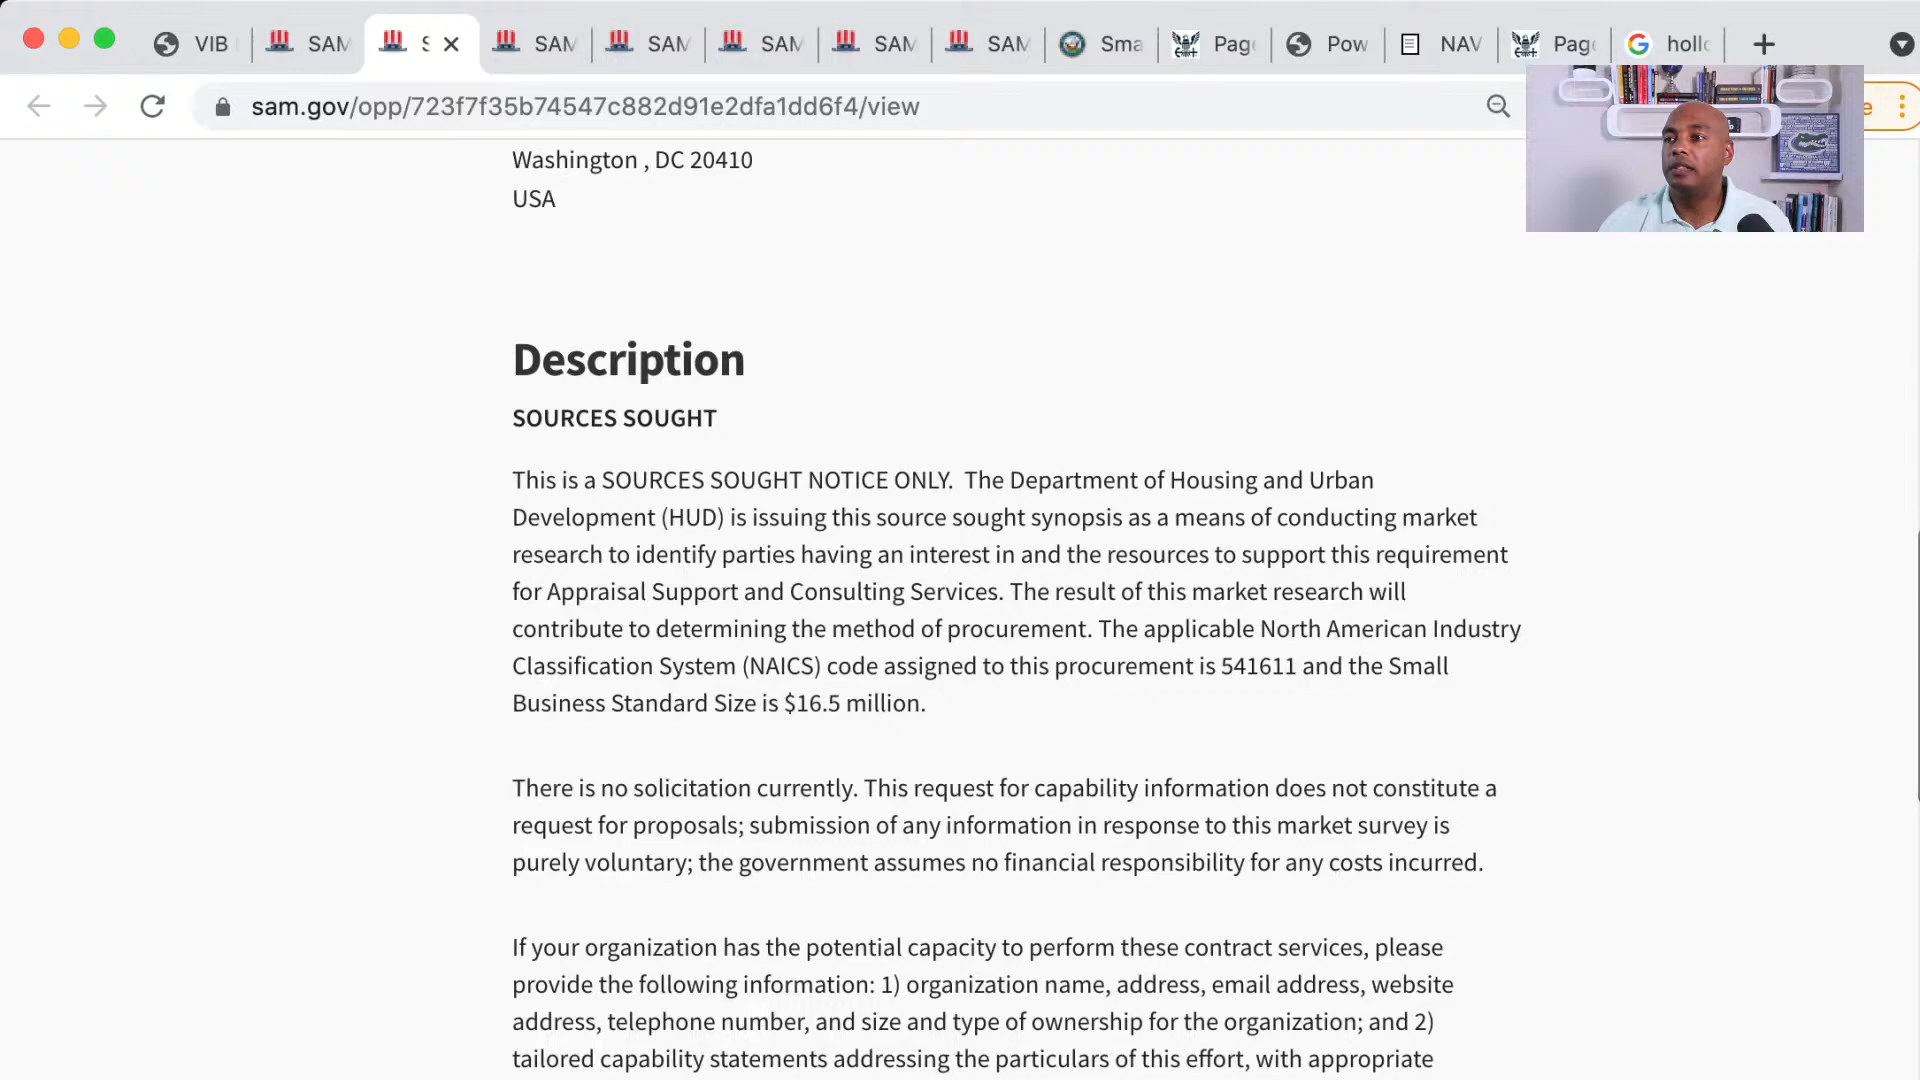 VIB
SAM
S
SAM
SAM
SAM
SAM
SAM
Sma
Page
Pow
NAV
Page
hollo
sam.gov/opp/723f7f35b74547c882d91e2dfa1dd6f4/view
e
Washington , DC 20410
USA
Description
SOURCES SOUGHT
This is a SOURCES SOUGHT NOTICE ONLY.  The Department of Housing and Urban
Development (HUD) is issuing this source sought synopsis as a means of conducting market
research to identify parties having an interest in and the resources to support this requirement
for Appraisal Support and Consulting Services. The result of this market research will
contribute to determining the method of procurement. The applicable North American Industry
Classification System (NAICS) code assigned to this procurement is 541611 and the Small
Business Standard Size is $16.5 million.
There is no solicitation currently. This request for capability information does not constitute a
request for proposals; submission of any information in response to this market survey is
purely voluntary; the government assumes no financial responsibility for any costs incurred.
If your organization has the potential capacity to perform these contract services, please
provide the following information: 1) organization name, address, email address, website
address, telephone number, and size and type of ownership for the organization; and 2)
tailored capability statements addressing the particulars of this effort, with appropriate